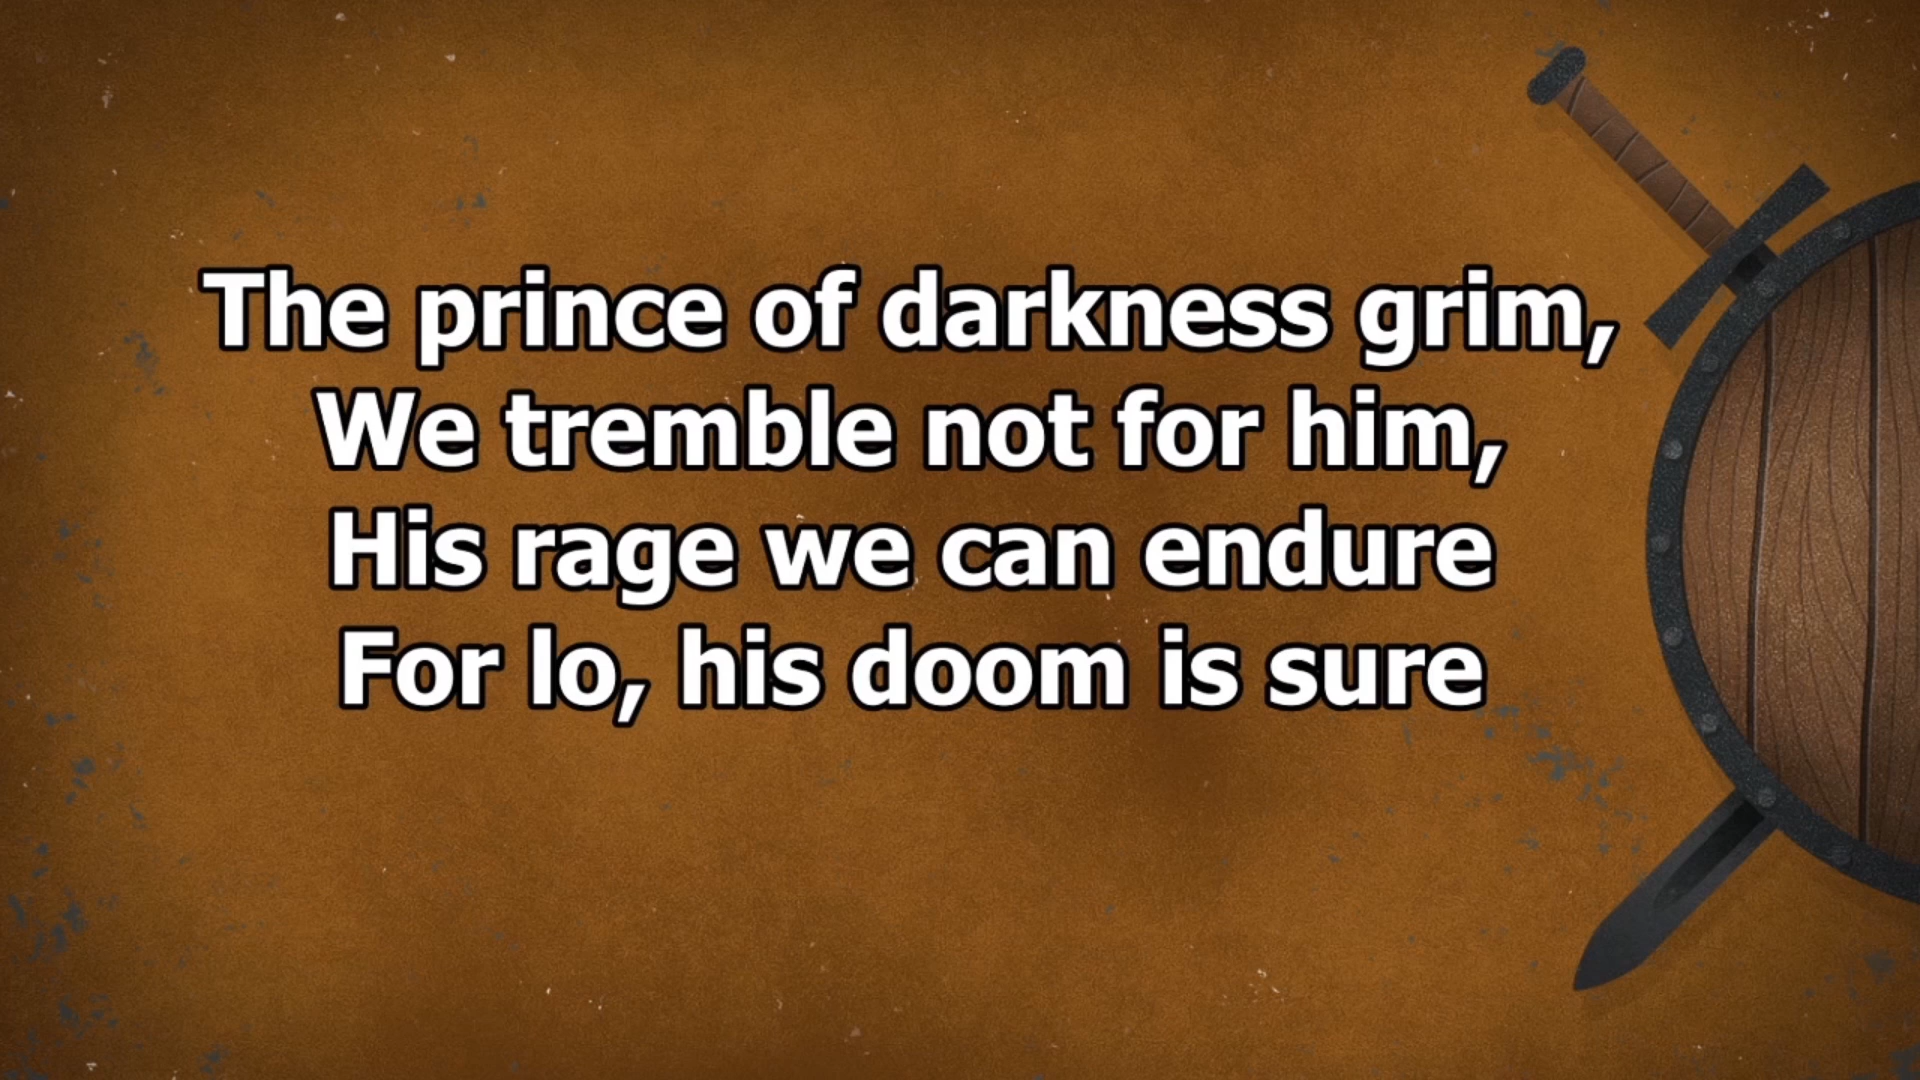 The prince of darkness grim,
We tremble not for him,
His rage we can endure
For lo, his doom is sure